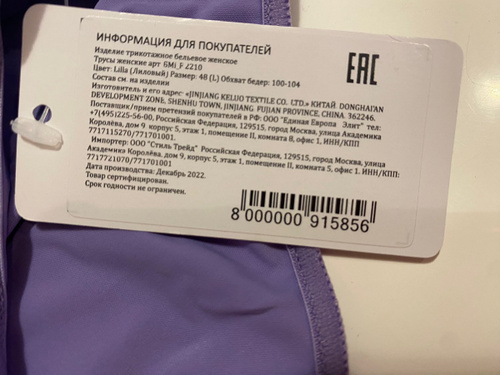 ИНФОРМАЦИЯ ДЛЯ ПОКУПАТЕЛЕЙ
EAC
Изделие трикотажное бельевое женское
Трусы женские арт БМi_F J210
Цвет: Lilla (Лиловый) Размер: 48 (L) Обхват бедер: 100-104
Состав см. на изделии
Изготовитель и его адрес: «JINJIANG KELUO TEXTILE CO. LTD.» КИТАЙ. DONGHAI'AN
DEVELOPMENT ZONE, SHENHU TOWN, JINJIANG, FUJIAN PROVINCE, CHINA. 362246.
Поставщик/прием претензий покупателей в РФ: ООО "Единая Европа Элит" тел:
+7(495)225-56-00, Российская Федерация, 129515, город Москва, улица Академика
Королёва, дом 9, корпус 5, этаж 1, помещение II, комната 8, офис 1. ИНН/КПП
7717115270/771701001.
Импортер: ООО "Стиль Трейд" Российская Федерация, 129515, город Москва, улица
Академика Королёва, дом 9, корпус 5, этаж 1, помещение II, комната 5, офис 1. ИНН/КПП:
7717721070/771701001
Дата производства: Декабрь 2022.
Товар сертифицирован.
Срок годности не ограничен.
8 000000 915856